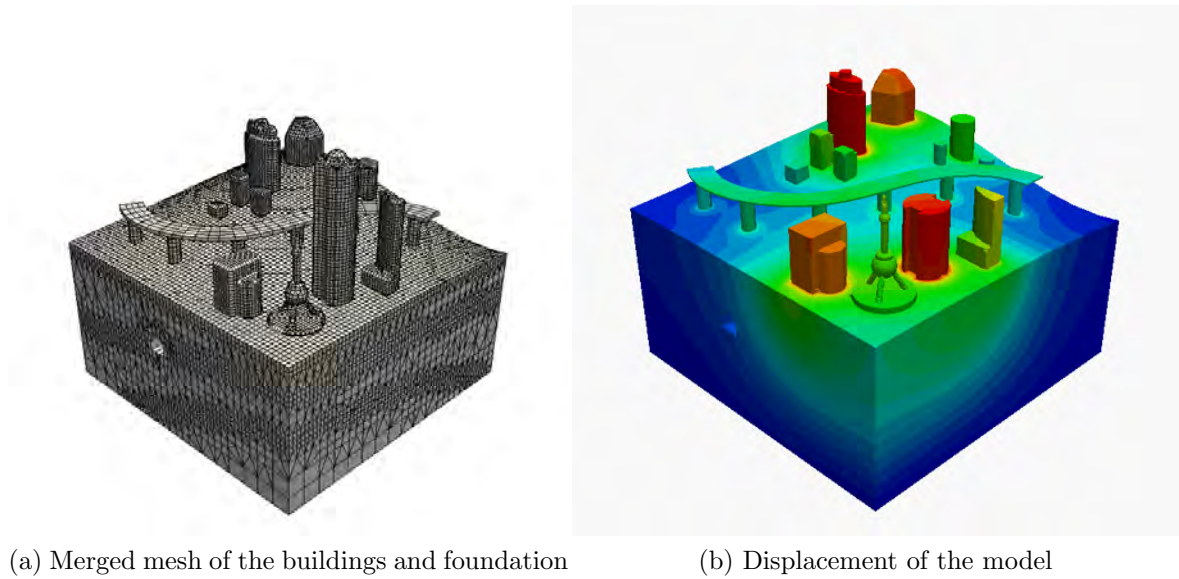 (a) Merged mesh of the buildings and foundation
(b) Displacement of the model